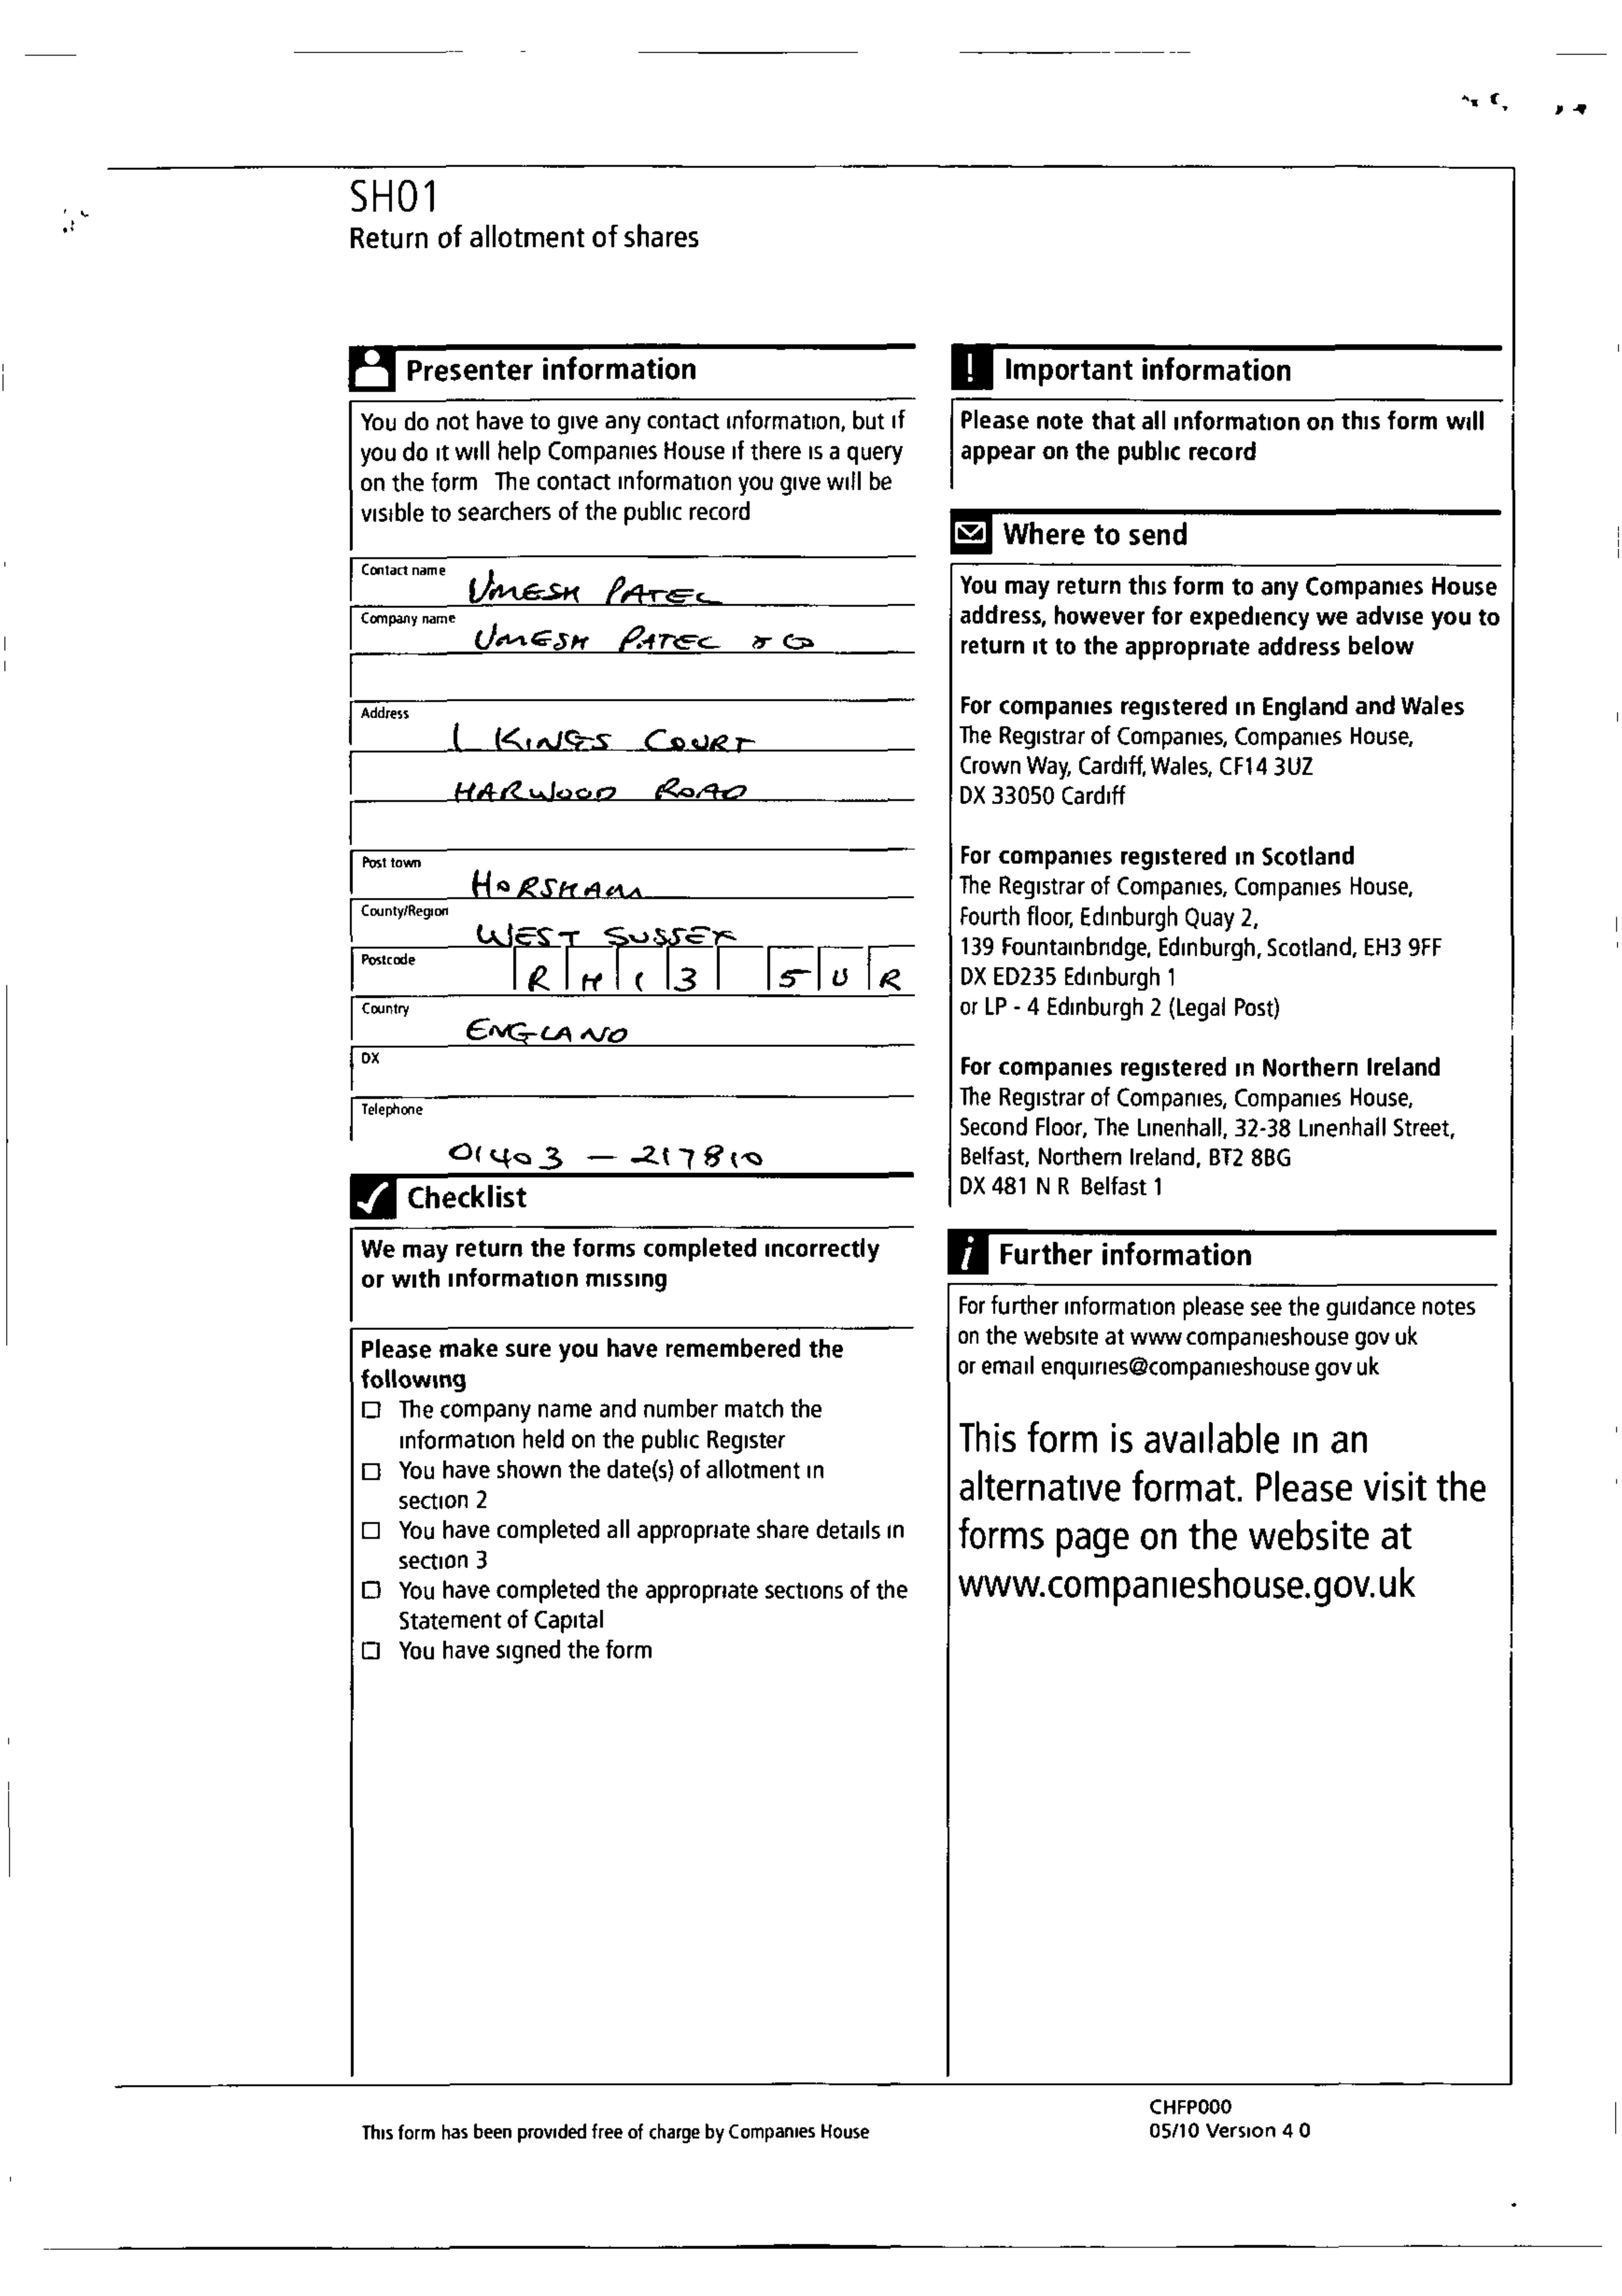 SH01
Return of allotment of shares
Presenter information
You do not have to give any contact information, but if
you do it will help Companies House if there is a query
on the form The contact information you give will be
visible to searchers of the public record
Contact name
UMESH PATEL
Company name
UMESH PATEL & CO
Address
1 KINGS COURT
HARWOOD ROAD
Post town
HORSHAM
County/Region
WEST SUSSEX
Postcode
RH13 5UR
Country
ENGLAND
DX
Telephone
01403 - 217810
Checklist
We may return the forms completed incorrectly
or with information missing
Please make sure you have remembered the
following
The company name and number match the
information held on the public Register
You have shown the date(s) of allotment in
section 2
You have completed all appropriate share details in
section 3
You have completed the appropriate sections of the
Statement of Capital
You have signed the form
Important information
Please note that all information on this form will
appear on the public record
Where to send
You may return this form to any Companies House
address, however for expediency we advise you to
return it to the appropriate address below
For companies registered in England and Wales
The Registrar of Companies, Companies House,
Crown Way, Cardiff, Wales, CF14 3UZ
DX 33050 Cardiff
For companies registered in Scotland
The Registrar of Companies, Companies House,
Fourth floor, Edinburgh Quay 2,
139 Fountainbridge, Edinburgh, Scotland, EH3 9FF
DX ED235 Edinburgh 1
or LP - 4 Edinburgh 2 (Legal Post)
For companies registered in Northern Ireland
The Registrar of Companies, Companies House,
Second Floor, The Linenhall, 32-38 Linenhall Street,
Belfast, Northern Ireland, BT2 8BG
DX 481 N R Belfast 1
Further information
For further information please see the guidance notes
on the website at www companieshouse gov uk
or email enquiries@companieshouse gov uk
This form is available in an
alternative format. Please visit the
forms page on the website at
www.companieshouse.gov.uk
This form has been provided free of charge by Companies House
CHFP000
05/10 Version 4 0